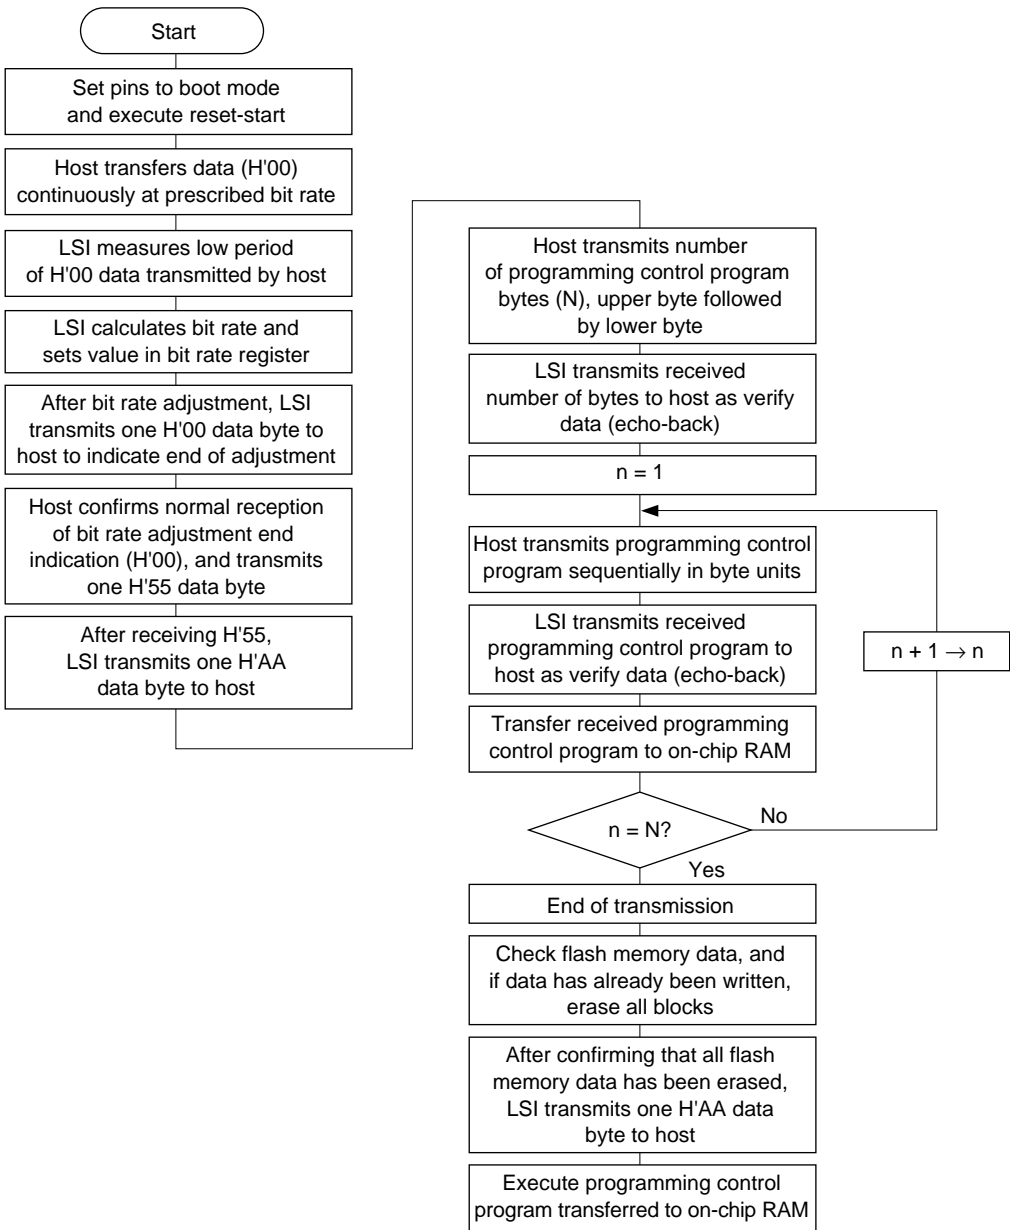 Start
Set pins to boot mode
and execute reset-start
Host transfers data (H'00)
continuously at prescribed bit rate
LSI measures low period
of H'00 data transmitted by host
LSI calculates bit rate and
sets value in bit rate register
After bit rate adjustment, LSI
transmits one H'00 data byte to
host to indicate end of adjustment
Host confirms normal reception
of bit rate adjustment end
indication (H'00), and transmits
one H'55 data byte
After receiving H'55,
LSI transmits one H'AA
data byte to host
Host transmits number
of programming control program
bytes (N), upper byte followed
by lower byte
LSI transmits received
number of bytes to host as verify
data (echo-back)
n = 1
Host transmits programming control
program sequentially in byte units
LSI transmits received
programming control program to
host as verify data (echo-back)
n + 1 → n
Transfer received programming
control program to on-chip RAM
n = N?
No
Yes
End of transmission
Check flash memory data, and
if data has already been written,
erase all blocks
After confirming that all flash
memory data has been erased,
LSI transmits one H'AA data
byte to host
Execute programming control
program transferred to on-chip RAM